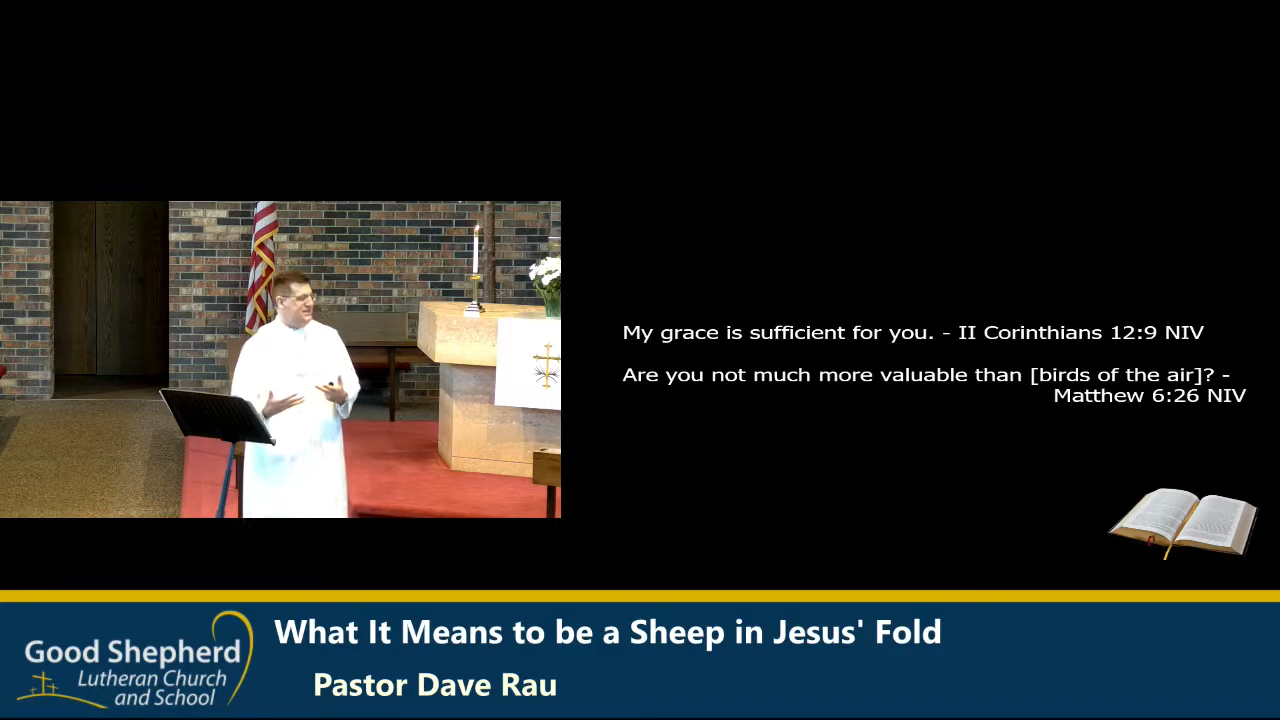 My grace is sufficient for you. - II Corinthians 12:9 NIV
Are you not much more valuable than [birds of the air]? -
Matthew 6:26 NIV
What It Means to be a Sheep in Jesus' Fold
Pastor Dave Rau
Good Shepherd
Lutheran Church
and School